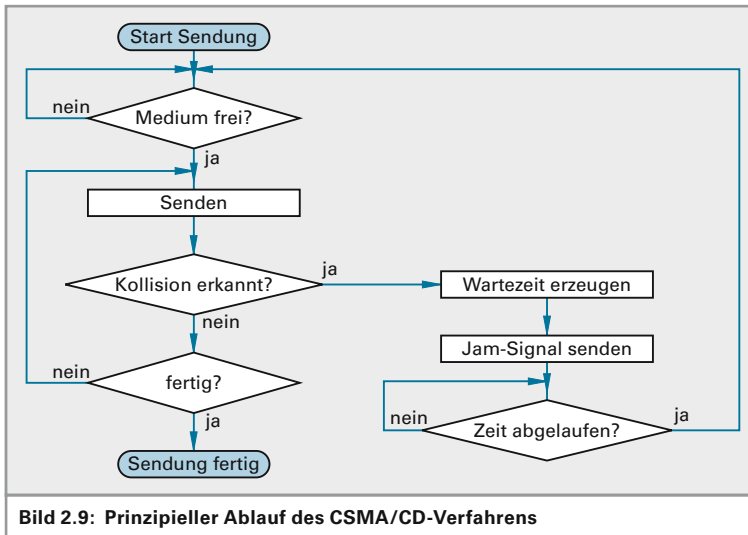 Start Sendung
nein
Medium frei?
ja
Senden
Kollision erkannt?
ja
Wartezeit erzeugen
nein
Jam-Signal senden
nein
fertig?
nein
Zeit abgelaufen?
ja
ja
Sendung fertig
Bild 2.9: Prinzipieller Ablauf des CSMA/CD-Verfahrens